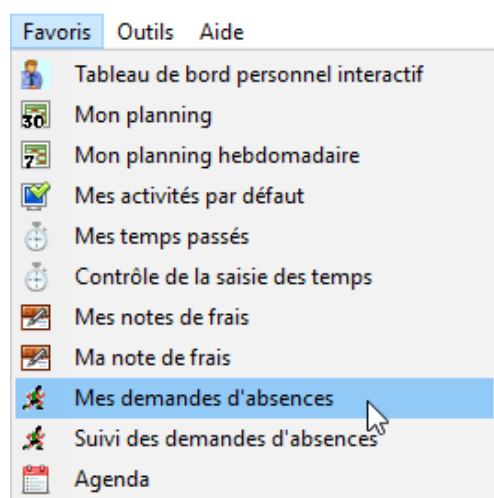 Favoris Outils Aide
Tableau de bord personnel interactif
30 Mon planning
7 Mon planning hebdomadaire
Mes activités par défaut
Mes temps passés
Contrôle de la saisie des temps
Mes notes de frais
Ma note de frais
Mes demandes d'absences
Suivi des demandes d'absences
Agenda